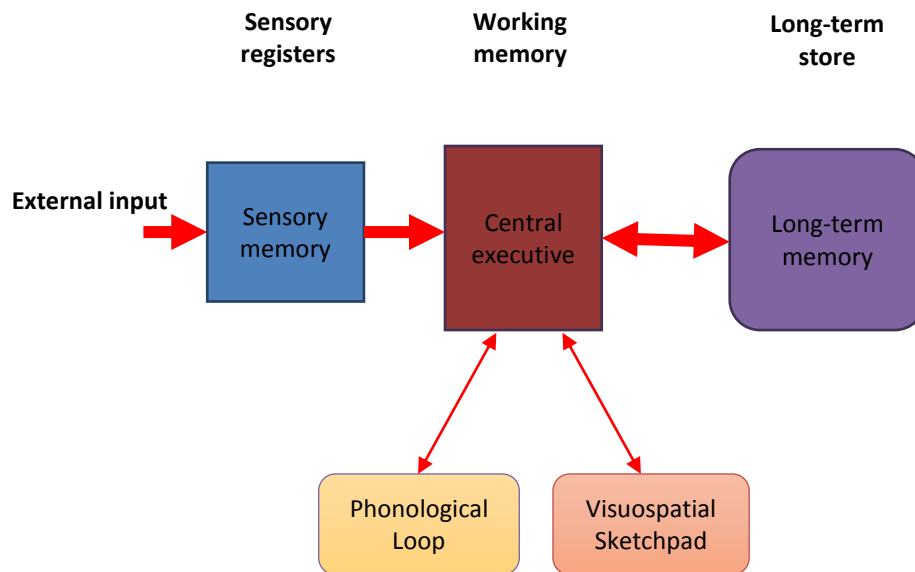 Sensory
registers
Working
memory
Long-term
store
External input
Sensory
memory
Central
executive
Long-term
memory
Phonological
Loop
Visuospatial
Sketchpad